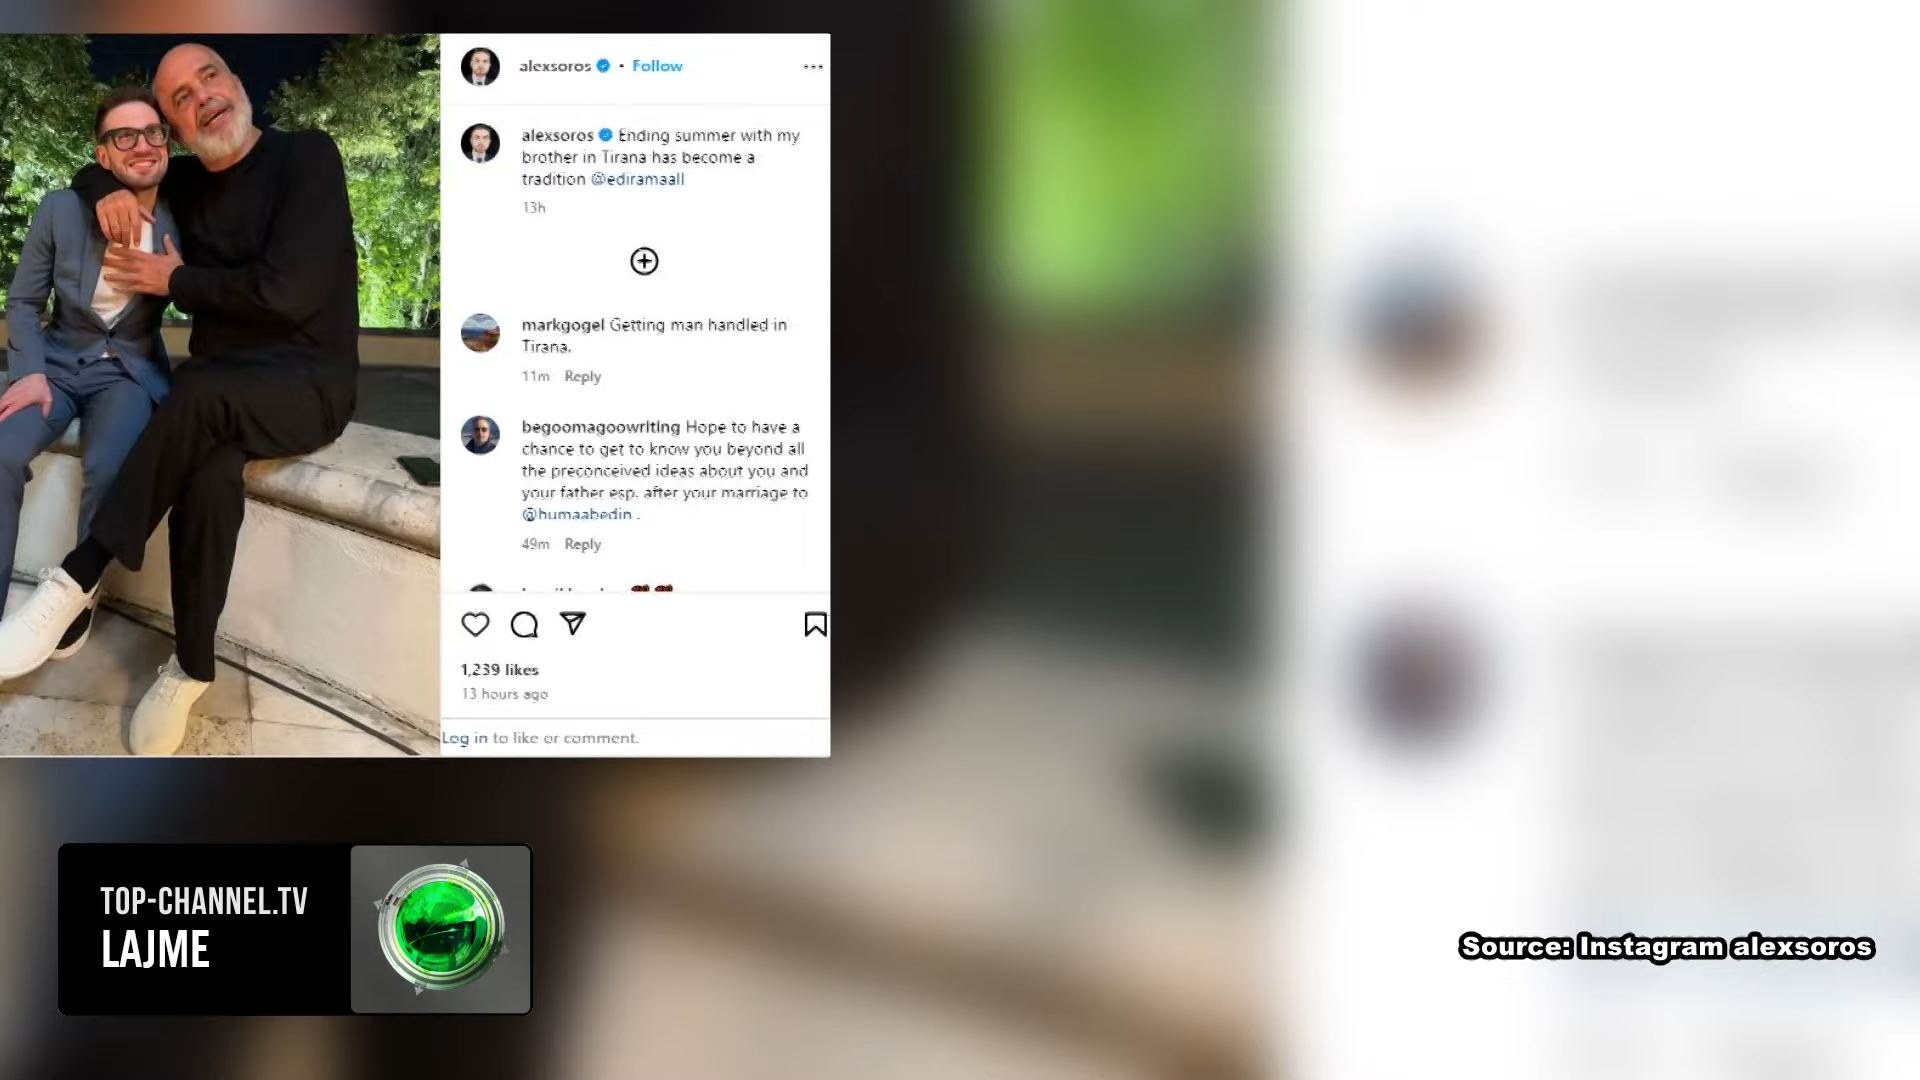 alexsoros • Follow
alexsoros Ending summer with my
brother in Tirana has become a
tradition @ediramaall
13h
markgogel Getting man handled in
Tirana.
11m Reply
begoomagoowriting Hope to have a
chance to get to know you beyond all
the preconceived ideas about you and
your father esp. after your marriage to
@humaabedin .
49m Reply
1,239 likes
13 hours ago
Log in to like or comment.
TOP-CHANNEL.TV
LAJME
Source: Instagram alexsoros